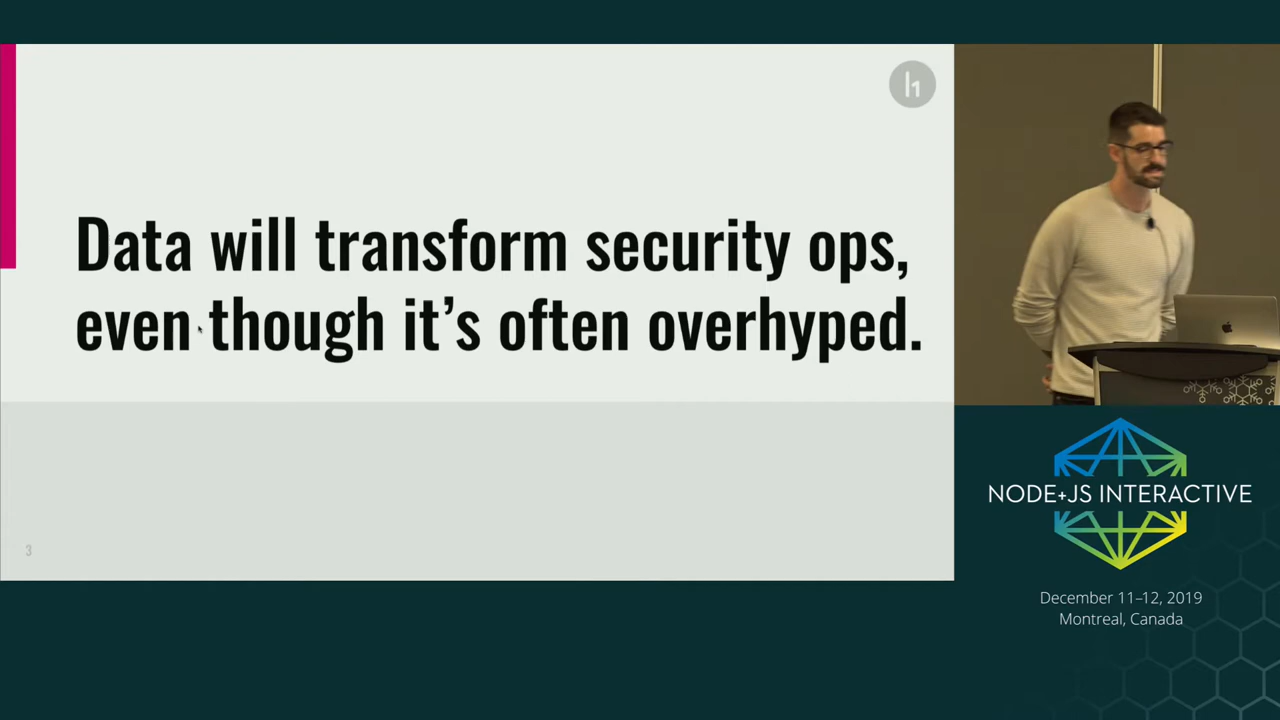 h1
Data will transform security ops,
even though it's often overhyped.
3
NODE+JS INTERACTIVE
December 11–12, 2019
Montreal, Canada